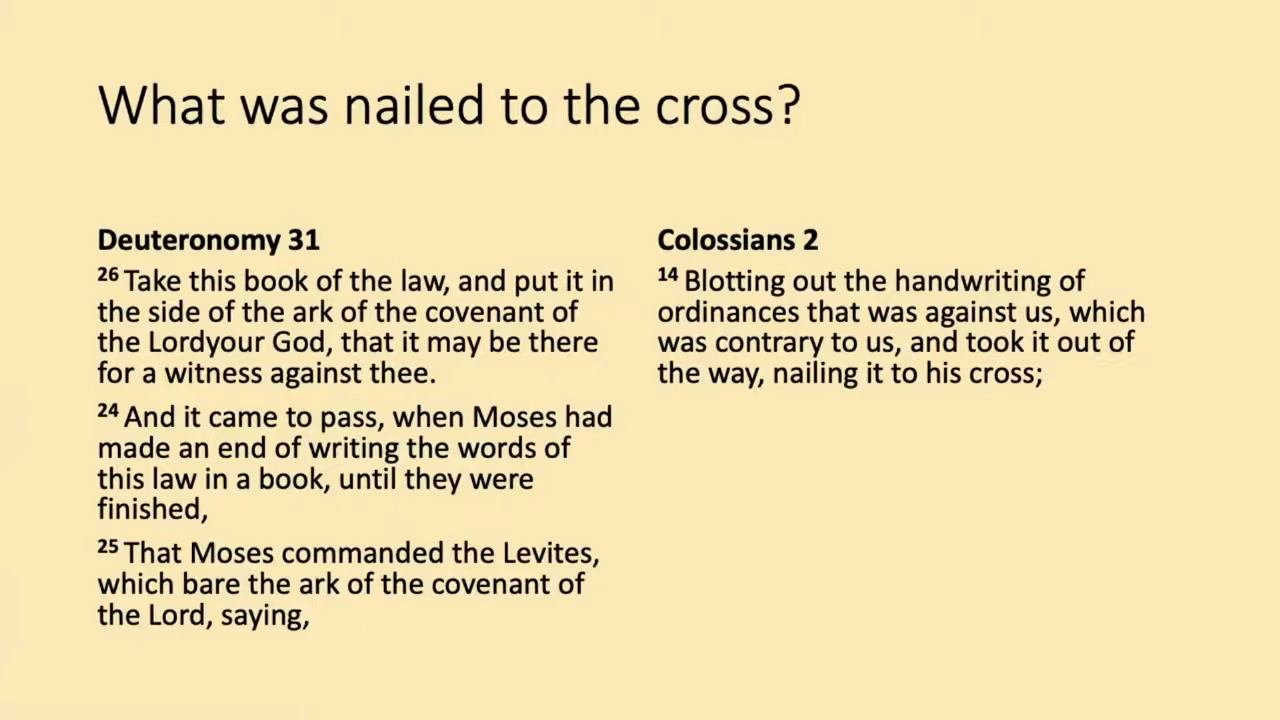 What was nailed to the cross?
Deuteronomy 31
26 Take this book of the law, and put it in
the side of the ark of the covenant of
the Lordyour God, that it may be there
for a witness against thee.
24 And it came to pass, when Moses had
made an end of writing the words of
this law in a book, until they were
finished,
25 That Moses commanded the Levites,
which bare the ark of the covenant of
the Lord, saying,
Colossians 2
14 Blotting out the handwriting of
ordinances that was against us, which
was contrary to us, and took it out of
the way, nailing it to his cross;